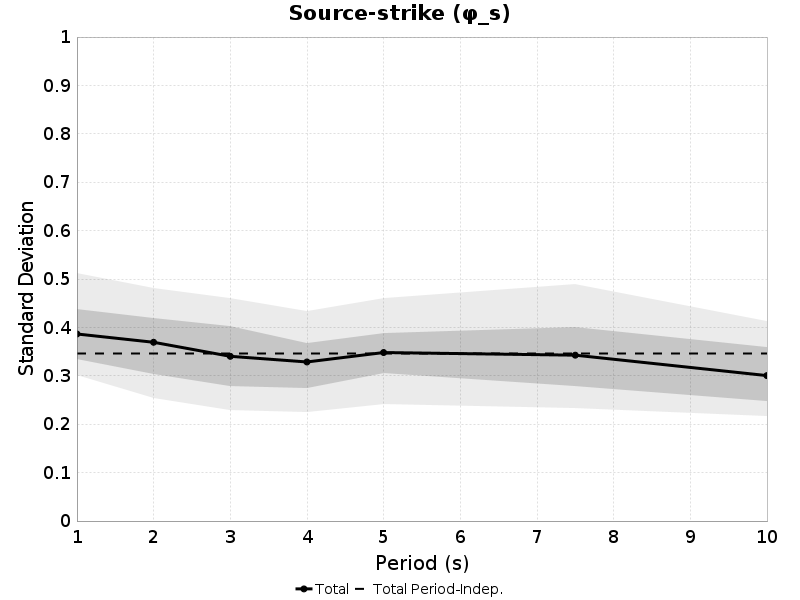 Source-strike (φ_s)
Standard Deviation
1
0.9
0.8
0.7
0.6
0.5
0.4
0.3
0.2
0.1
0
1 2 3 4 5 6 7 8 9 10
Period (s)
Total Total Period-Indep.